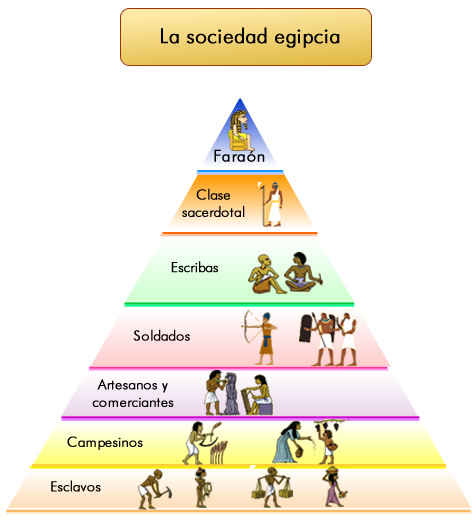 La sociedad egipcia
Faraón
Clase
sacerdotal
Escribas
Soldados
Artesanos y
comerciantes
Campesinos
Esclavos